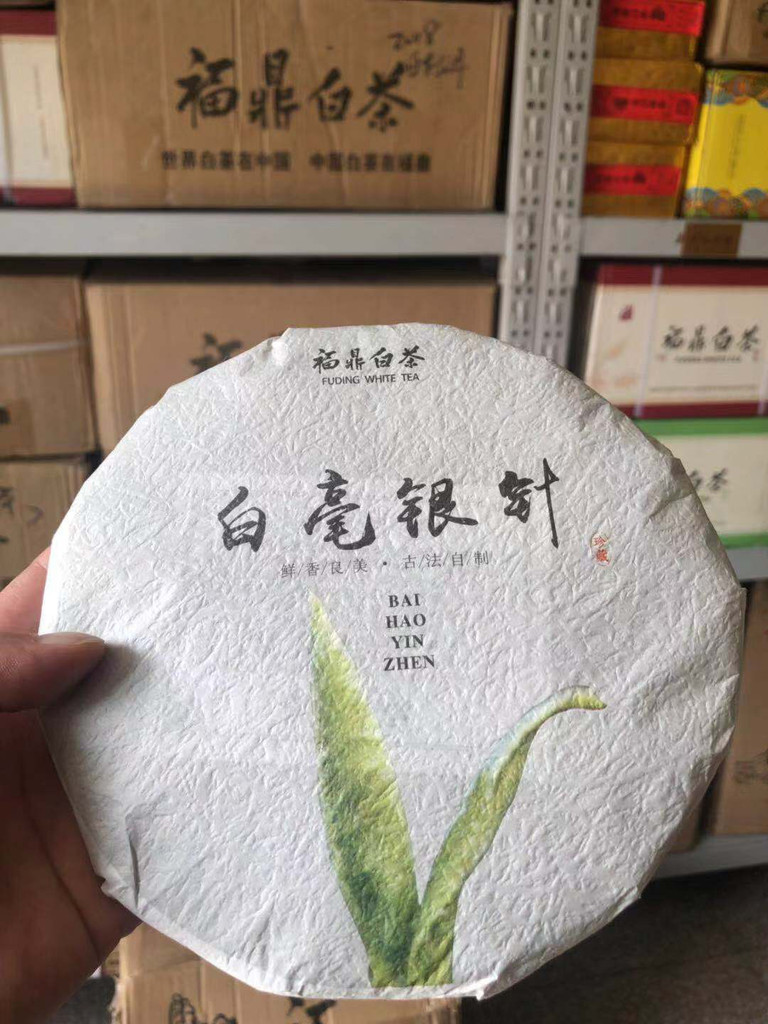 福鼎白茶
世界白茶在中国 中国白茶在福鼎
福鼎白茶
福鼎白茶
FUDING WHITE TEA
白毫银针
珍藏
鲜/香/良/美 · 古/法/自/制
BAI
HAO
YIN
ZHEN